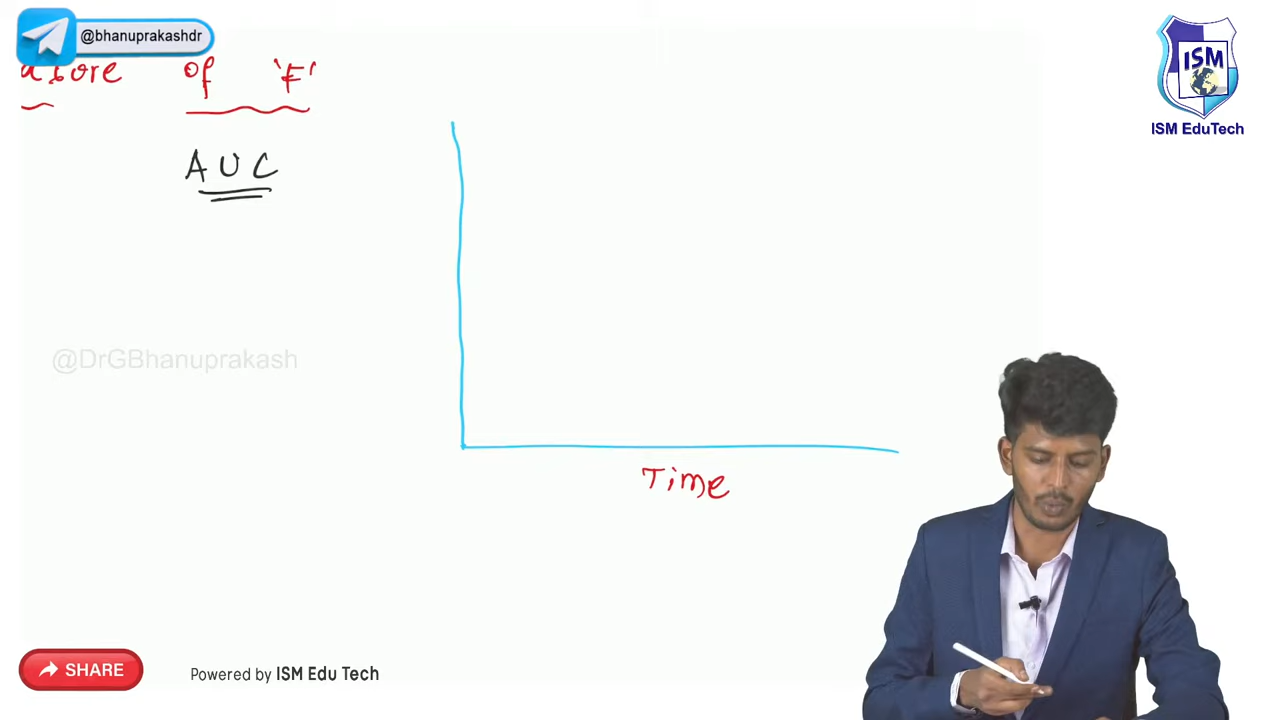 @bhanuprakashdr
of 'F'
AUC
ISM
ISM EduTech
@DrGBhanuprakash
Time
SHARE
Powered by ISM Edu Tech